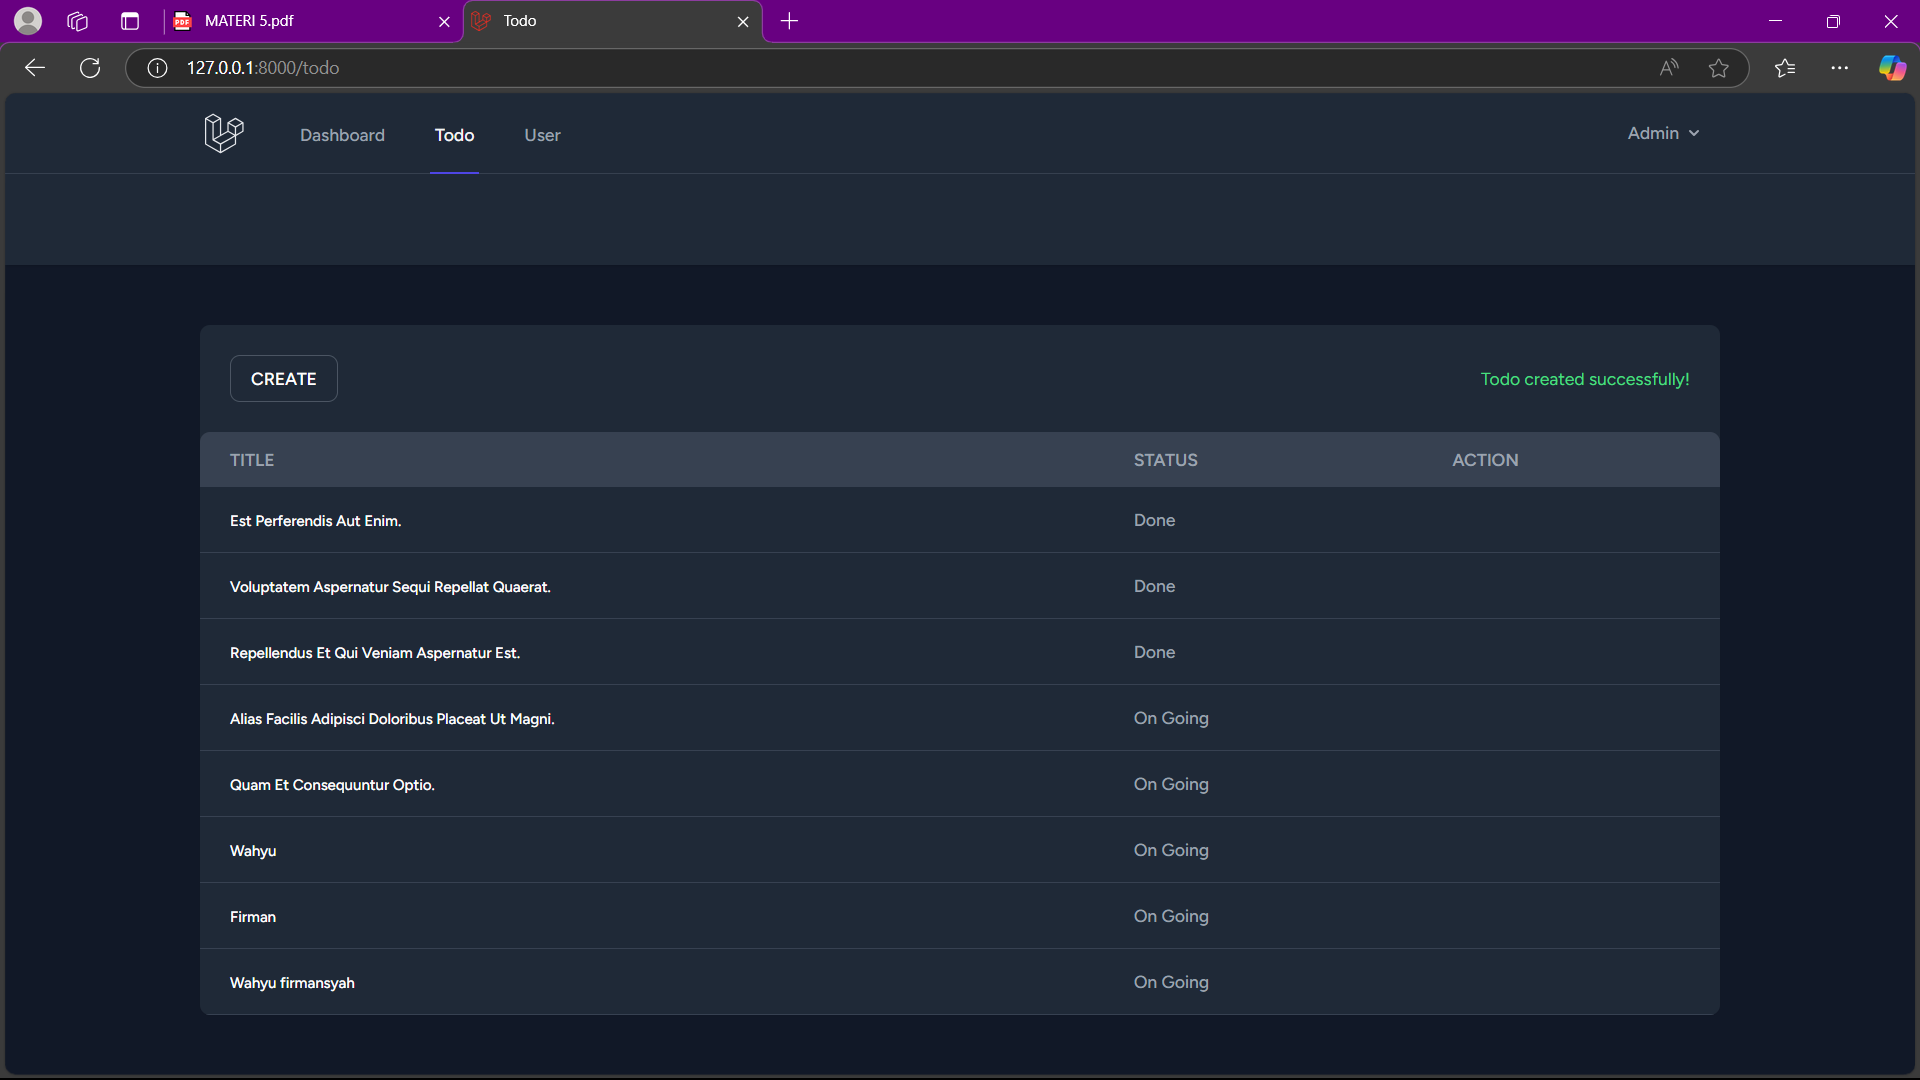 MATERI 5.pdf
Todo
127.0.0.1:8000/todo
Dashboard
Todo
User
Admin
CREATE
Todo created successfully!
TITLE STATUS ACTION
Est Perferendis Aut Enim. Done
Voluptatem Aspernatur Sequi Repellat Quaerat. Done
Repellendus Et Qui Veniam Aspernatur Est. Done
Alias Facilis Adipisci Doloribus Placeat Ut Magni. On Going
Quam Et Consequuntur Optio. On Going
Wahyu On Going
Firman On Going
Wahyu firmansyah On Going